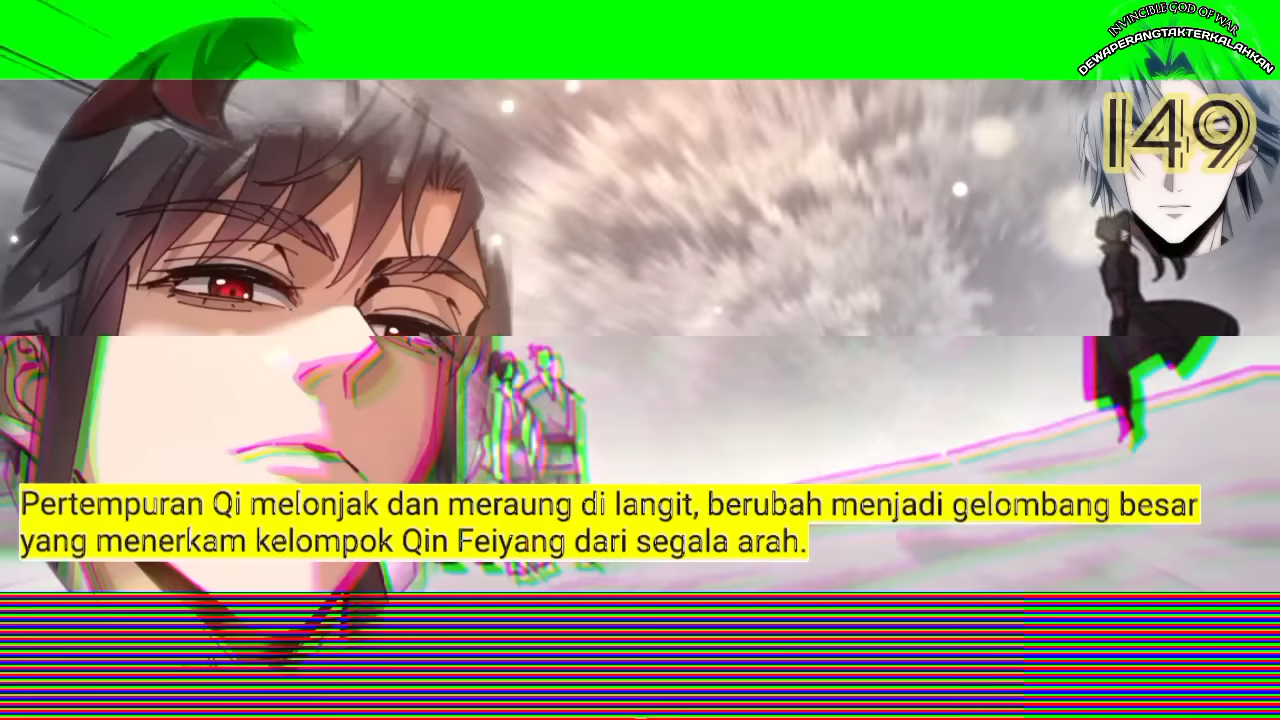 INVINCIBLE GOD OF WAR
DEWAPERANGTAKTERKALAHKAN
149
Pertempuran Qi melonjak dan meraung di langit, berubah menjadi gelombang besar
yang menerkam kelompok Qin Feiyang dari segala arah.